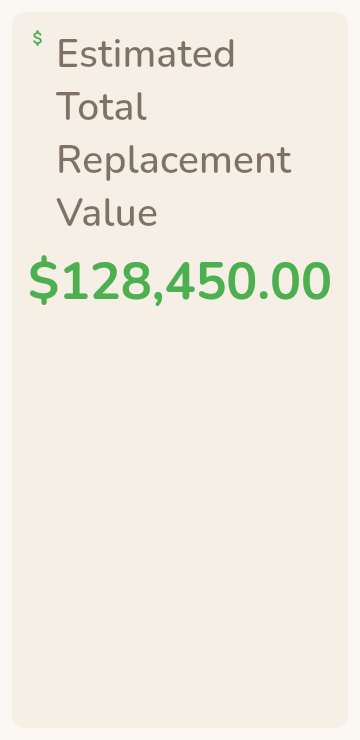 $ Estimated
Total
Replacement
Value
$128,450.00